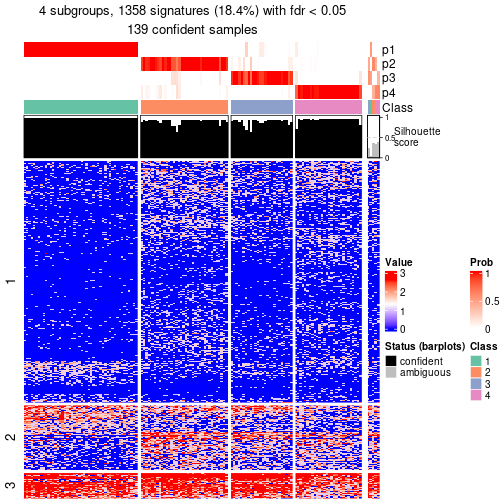 4 subgroups, 1358 signatures (18.4%) with fdr < 0.05
139 confident samples
p1
p2
p3
p4
Class
1
0.5
0
Silhouette
score
1
2
3
Value
3
2
1
0
Prob
1
0.5
0
Status (barplots)
confident
ambiguous
Class
1
2
3
4